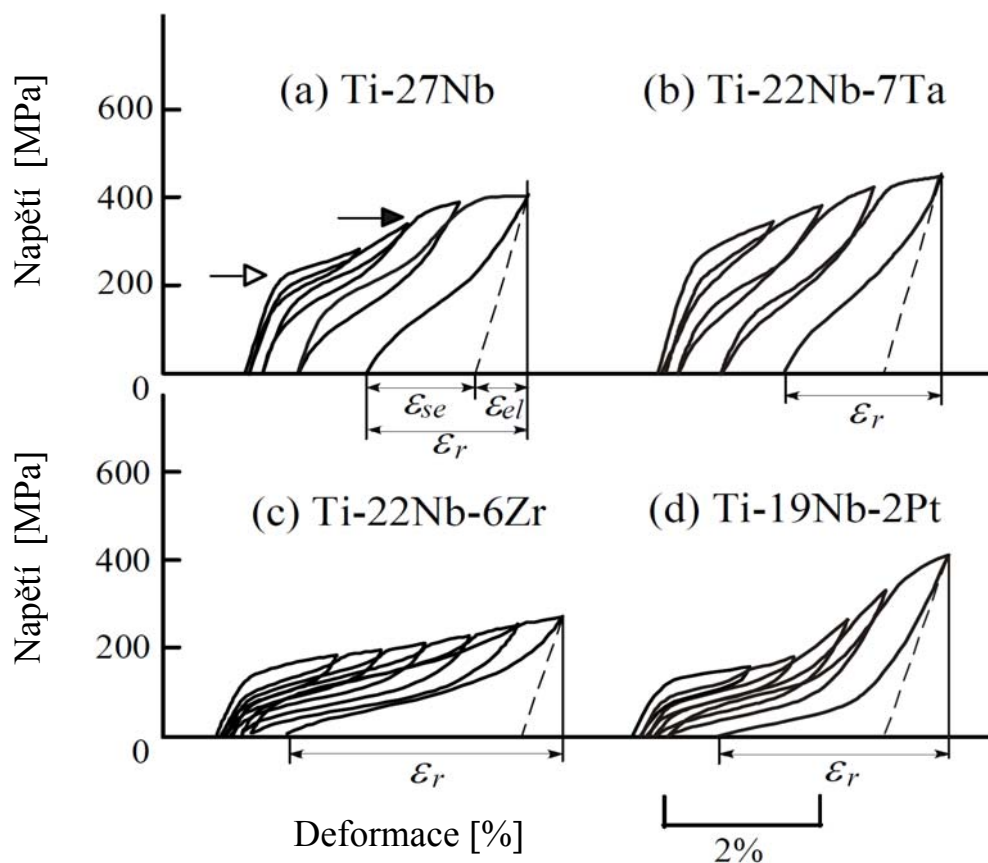 Napětí [MPa]
600
400
200
0
(a) Ti-27Nb
(b) Ti-22Nb-7Ta
εse
εel
εr
εr
Napětí [MPa]
600
400
200
0
(c) Ti-22Nb-6Zr
(d) Ti-19Nb-2Pt
εr
εr
Deformace [%]
2%